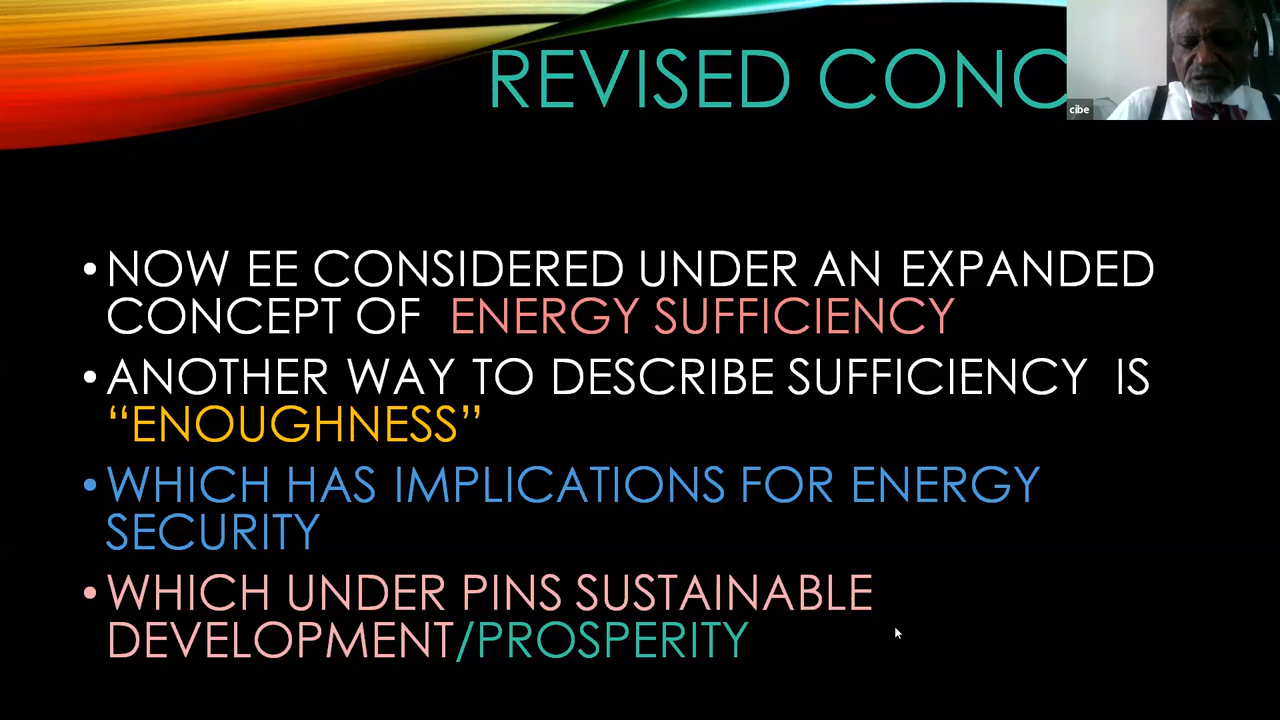 REVISED CONC
cibe
• NOW EE CONSIDERED UNDER AN EXPANDED
CONCEPT OF ENERGY SUFFICIENCY
• ANOTHER WAY TO DESCRIBE SUFFICIENCY IS
“ENOUGHNESS”
• WHICH HAS IMPLICATIONS FOR ENERGY
SECURITY
• WHICH UNDER PINS SUSTAINABLE
DEVELOPMENT/PROSPERITY